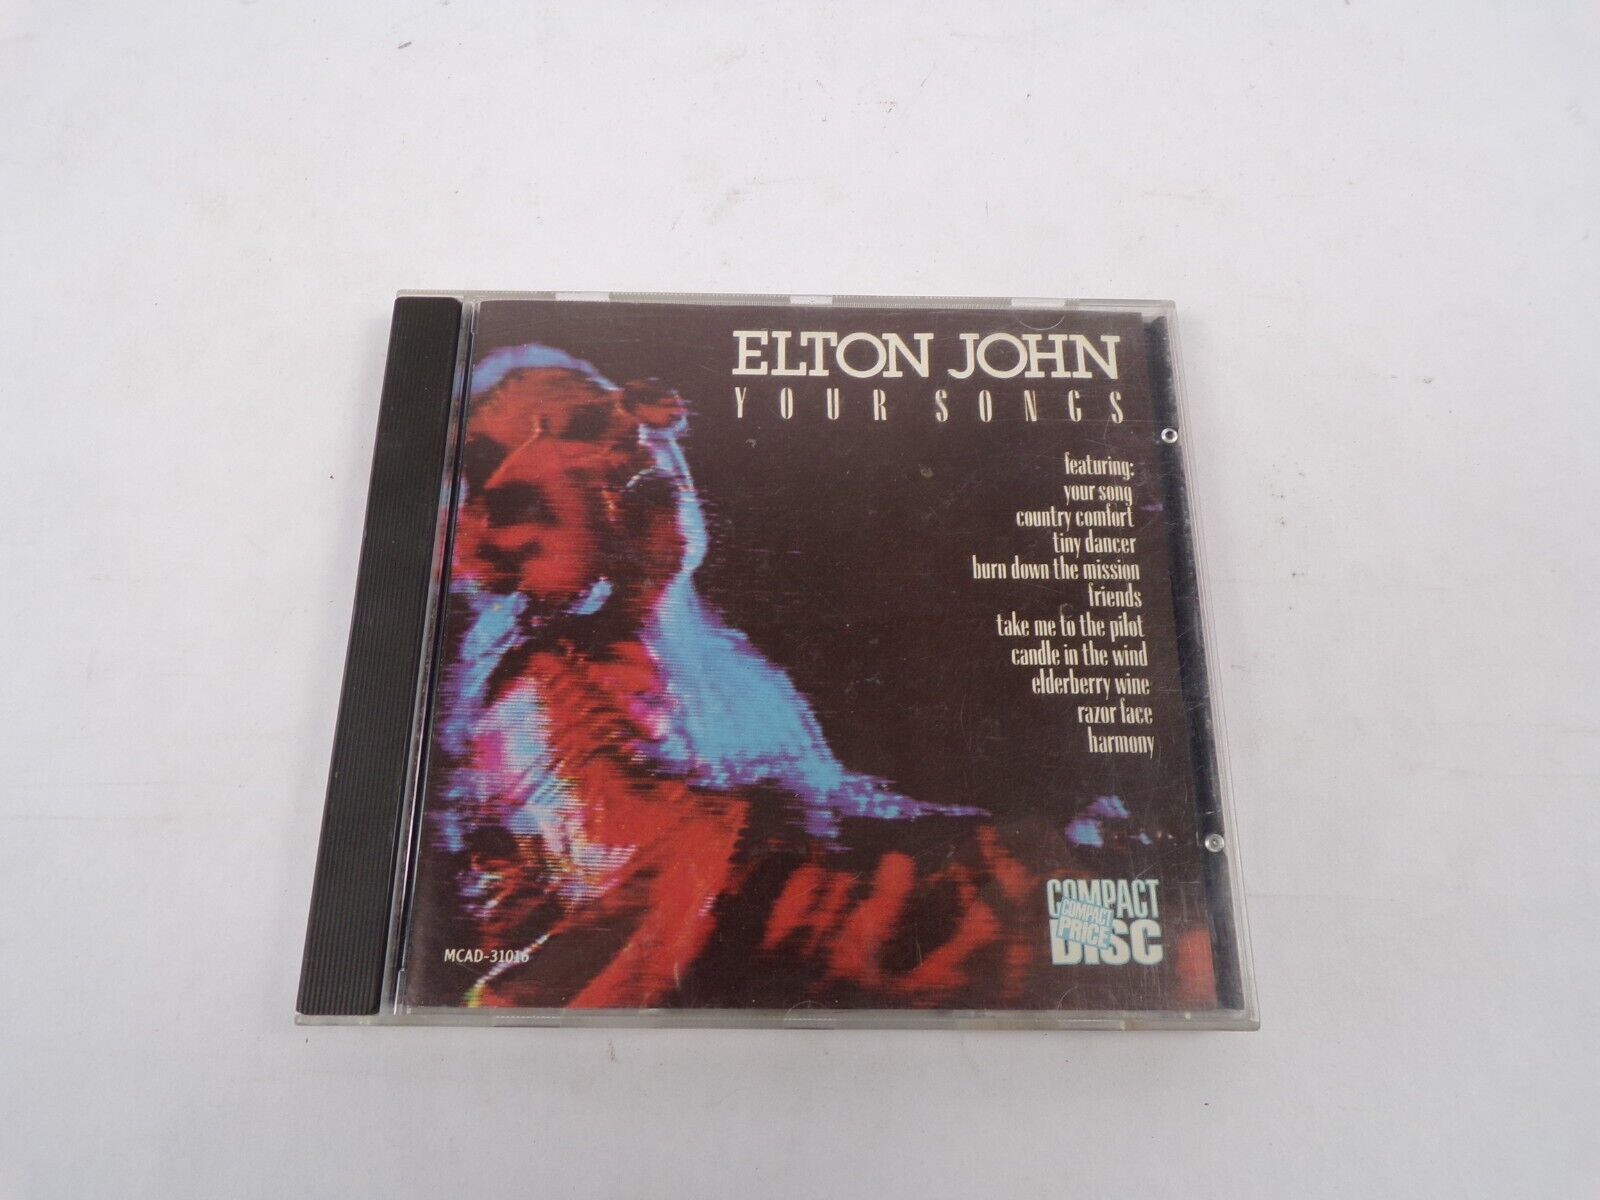 ELTON JOHN
YOUR SONGS
featuring:
your song
country comfort
tiny dancer
burn down the mission
friends
take me to the pilot
candle in the wind
elderberry wine
razor face
harmony
COMPACT
COMPACT
PRICE
DISC
MCAD-31016